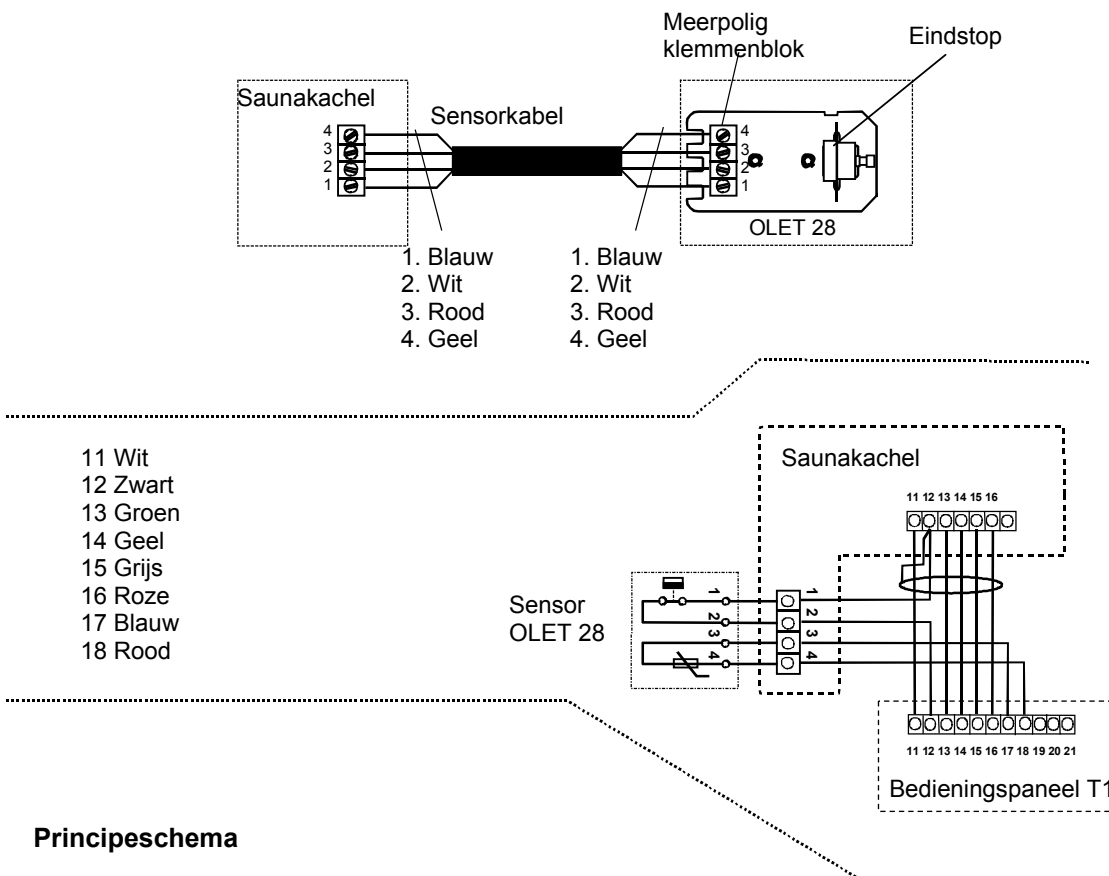 Meerpolig
klemmenblok
Eindstop
Saunakachel
Sensorkabel
4
3
2
1
4
3
2
1
OLET 28
1. Blauw
2. Wit
3. Rood
4. Geel
1. Blauw
2. Wit
3. Rood
4. Geel
11 Wit
12 Zwart
13 Groen
14 Geel
15 Grijs
16 Roze
17 Blauw
18 Rood
Saunakachel
11 12 13 14 15 16
Sensor
OLET 28
1
2
3
4
1
2
3
4
11 12 13 14 15 16 17 18 19 20 21
Bedieningspaneel T1
Principeschema